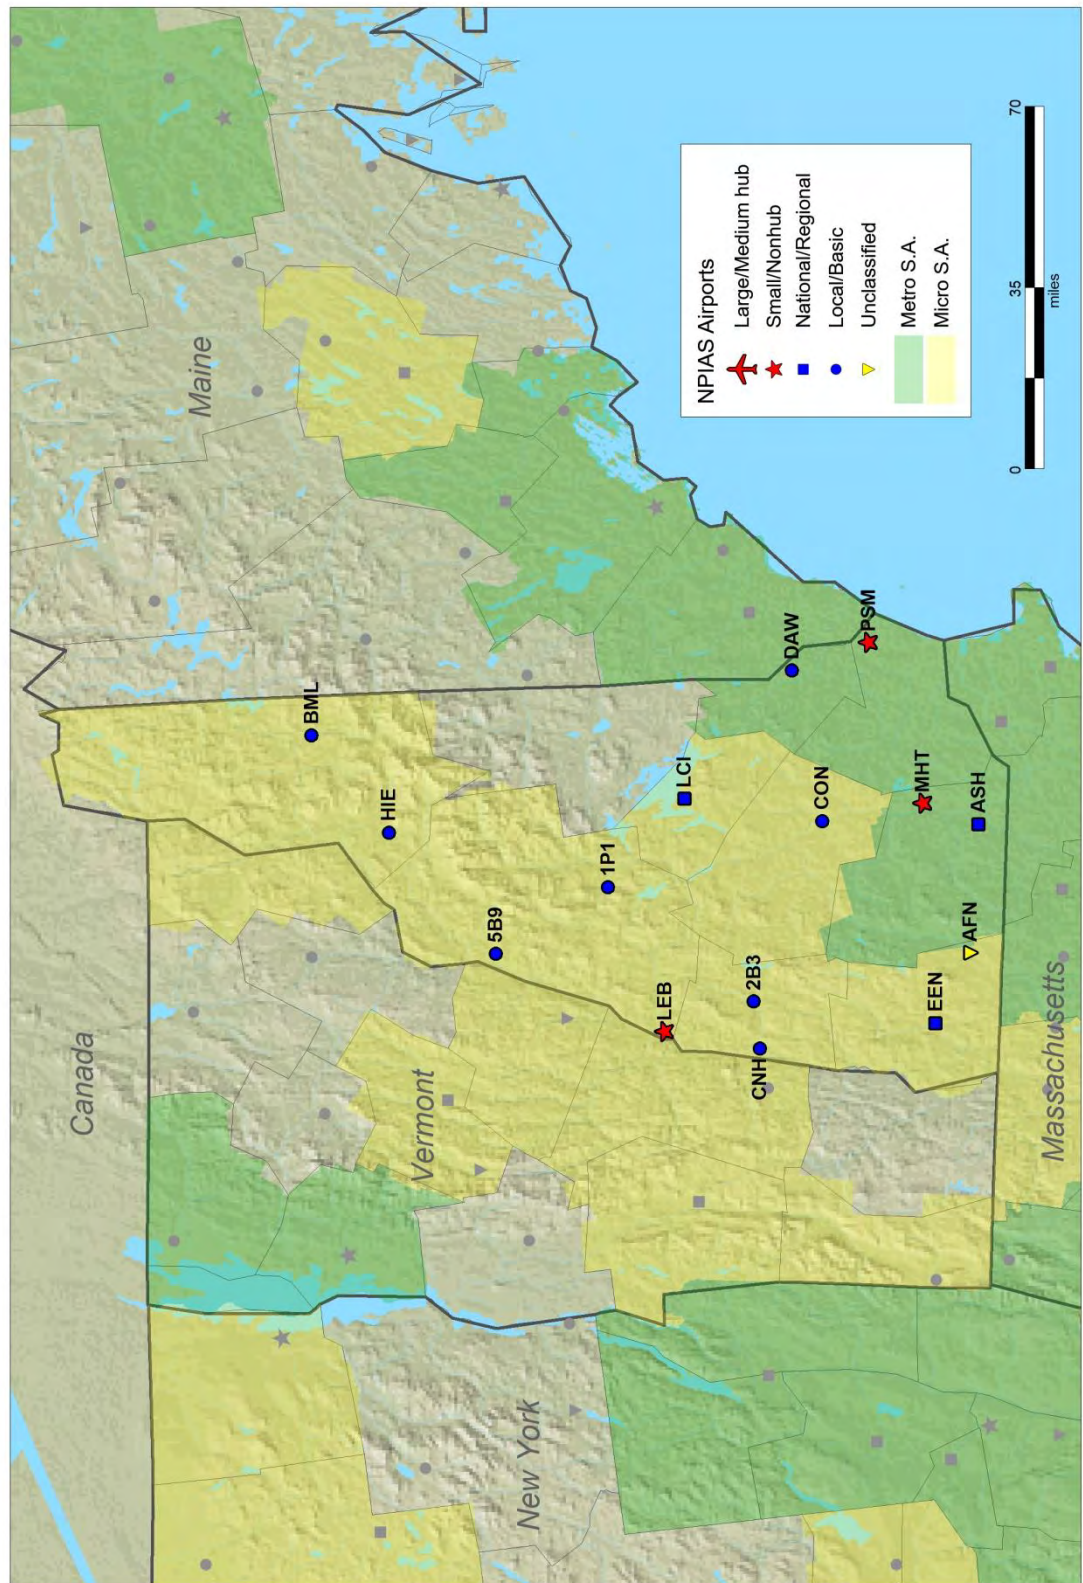 Canada
Maine
BML
HIE
5B9
Vermont
1P1
New York
LEB
LCI
DAW
2B3
CNH
CON
PSM
MHT
EEN
AFN
ASH
Massachusetts
NPIAS Airports
Large/Medium hub
Small/Nonhub
National/Regional
Local/Basic
Unclassified
Metro S.A.
Micro S.A.
0
35
70
miles